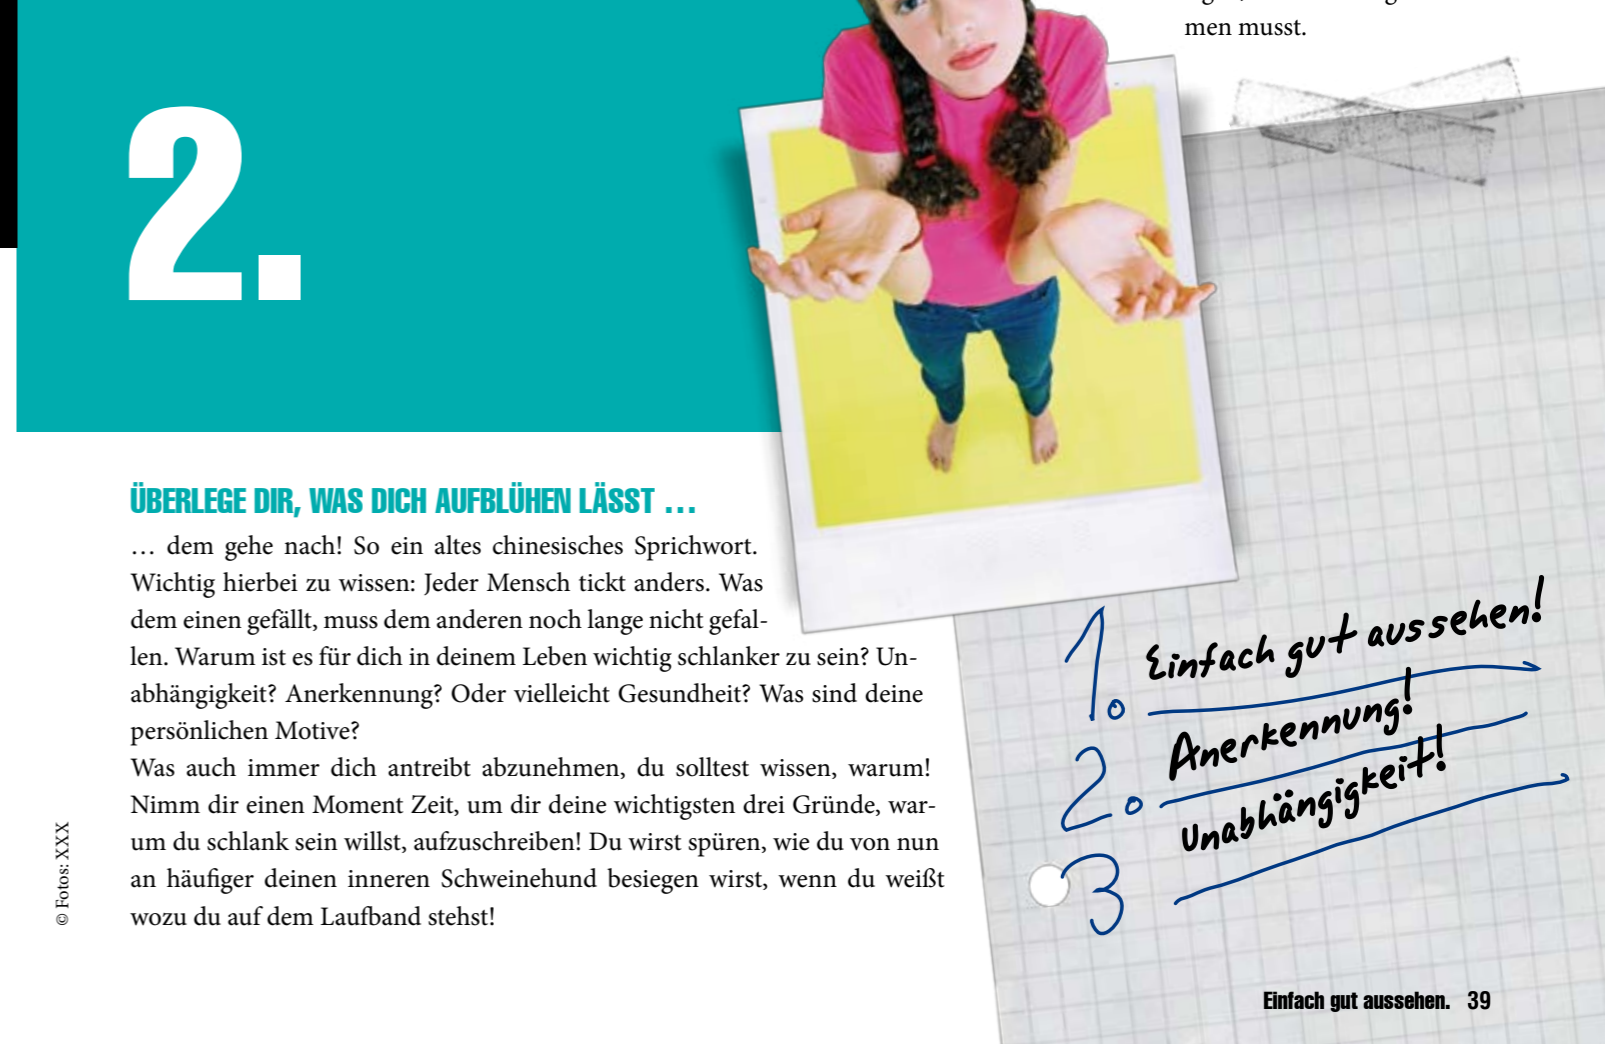 men musst.
2.
ÜBERLEGE DIR, WAS DICH AUFBLÜHEN LÄSST ...
... dem gehe nach! So ein altes chinesisches Sprichwort.
Wichtig hierbei zu wissen: Jeder Mensch tickt anders. Was
dem einen gefällt, muss dem anderen noch lange nicht gefal-
len. Warum ist es für dich in deinem Leben wichtig schlanker zu sein? Un-
abhängigkeit? Anerkennung? Oder vielleicht Gesundheit? Was sind deine
persönlichen Motive?
Was auch immer dich antreibt abzunehmen, du solltest wissen, warum!
Nimm dir einen Moment Zeit, um dir deine wichtigsten drei Gründe, war-
um du schlank sein willst, aufzuschreiben! Du wirst spüren, wie du von nun
an häufiger deinen inneren Schweinehund besiegen wirst, wenn du weißt
wozu du auf dem Laufband stehst!
1. Einfach gut aussehen!
2. Anerkennung!
3 Unabhängigkeit!
© Fotos: XXX
Einfach gut aussehen. 39